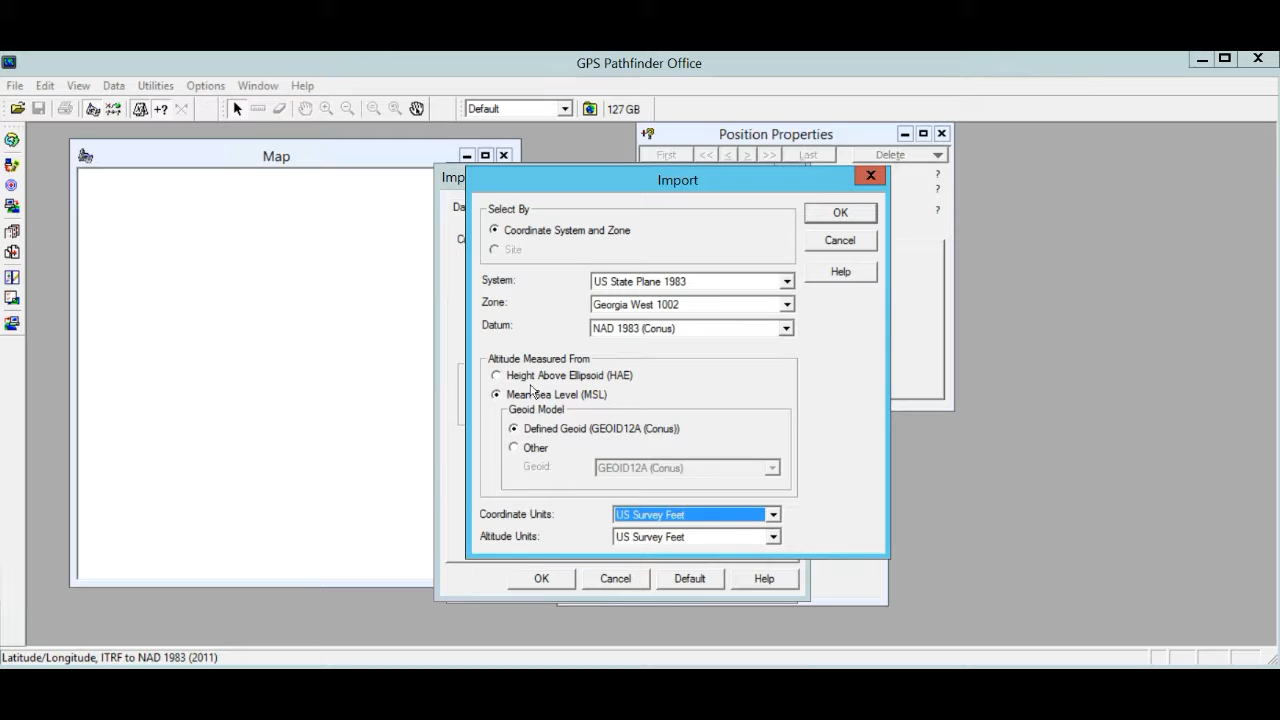 GPS Pathfinder Office
File Edit View Data Utilities Options Window Help
Default 127 GB
Map
Position Properties
First << < > >> Last Delete
?
?
?
Imp
Da
Import
Select By
Coordinate System and Zone
Site
OK
Cancel
Help
System: US State Plane 1983
Zone: Georgia West 1002
Datum: NAD 1983 (Conus)
Altitude Measured From
Height Above Ellipsoid (HAE)
Mean Sea Level (MSL)
Geoid Model
Defined Geoid (GEOID12A (Conus))
Other
Geoid: GEOID12A (Conus)
Coordinate Units: US Survey Feet
Altitude Units: US Survey Feet
OK Cancel Default Help
Latitude/Longitude, ITRF to NAD 1983 (2011)